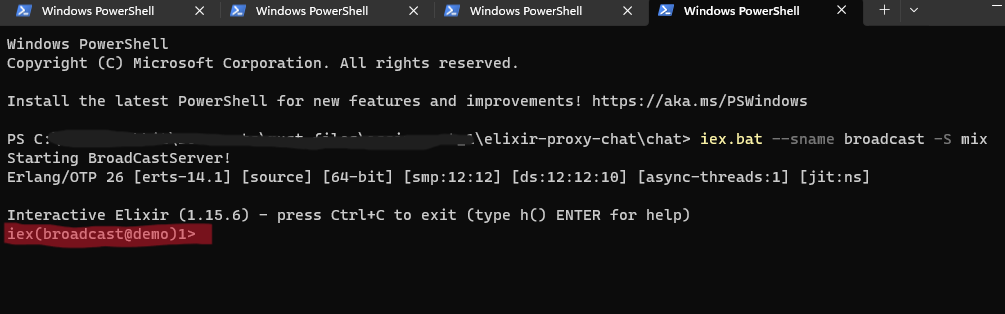 Windows PowerShell Windows PowerShell Windows PowerShell Windows PowerShell
Windows PowerShell
Copyright (C) Microsoft Corporation. All rights reserved.
Install the latest PowerShell for new features and improvements! https://aka.ms/PSWindows
PS C: \elixir-proxy-chat\chat> iex.bat --sname broadcast -S mix
Starting BroadCastServer!
Erlang/OTP 26 [erts-14.1] [source] [64-bit] [smp:12:12] [ds:12:12:10] [async-threads:1] [jit:ns]
Interactive Elixir (1.15.6) - press Ctrl+C to exit (type h() ENTER for help)
iex(broadcast@demo)1>